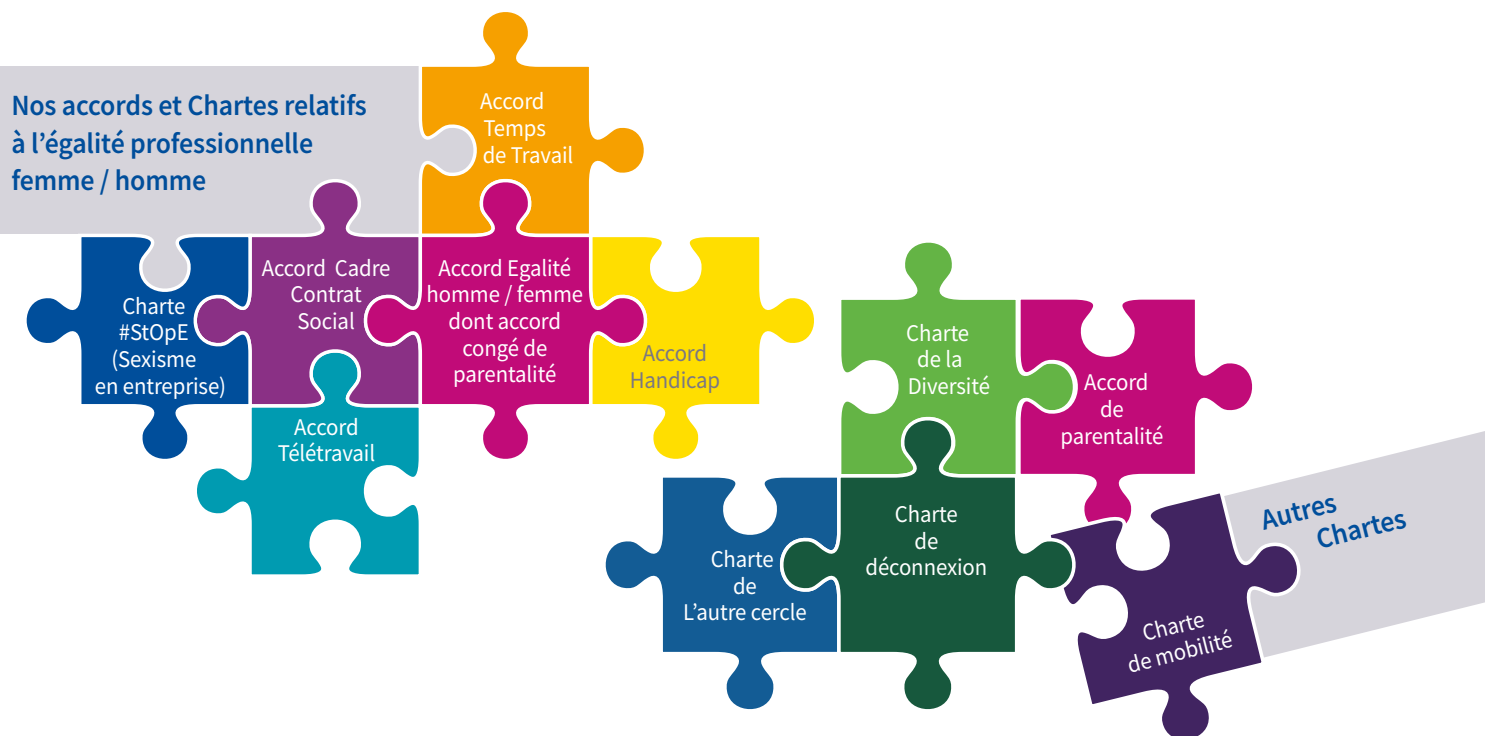 Nos accords et Chartes relatifs
à l’égalité professionnelle
femme / homme
Accord
Temps
de Travail
Charte
#StOpE
(Sexisme
en entreprise)
Accord Cadre
Contrat
Social
Accord Egalité
homme / femme
dont accord
congé de
parentalité
Accord
Handicap
Accord
Télétravail
Charte
de la
Diversité
Accord
de
parentalité
Charte
de
L’autre cercle
Charte
de
déconnexion
Charte
de mobilité
Autres
Chartes